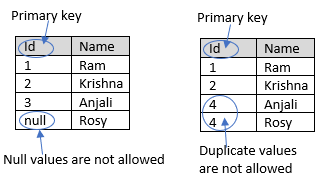 Primary key
Id Name
1 Ram
2 Krishna
3 Anjali
null Rosy
Null values are not allowed
Primary key
Id Name
1 Ram
2 Krishna
4 Anjali
4 Rosy
Duplicate values
are not allowed